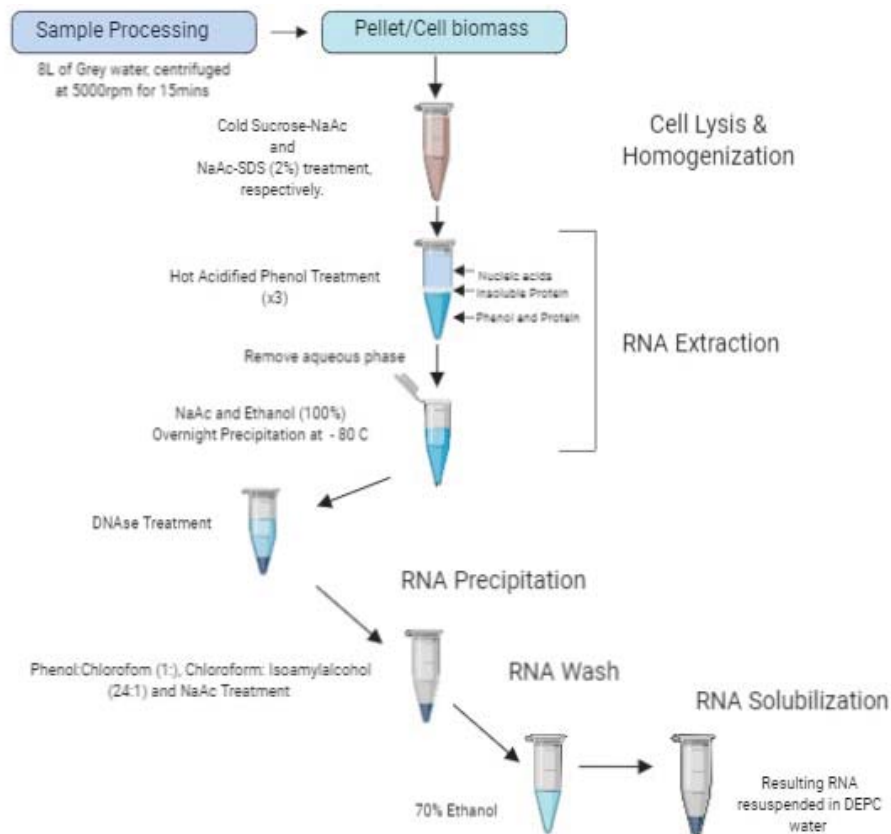 Sample Processing
Pellet/Cell biomass
8L of Grey water, centrifuged
at 5000rpm for 15mins
Cold Sucrose-NaAc
and
NaAc-SDS (2%) treatment,
respectively.
Cell Lysis &
Homogenization
Hot Acidified Phenol Treatment
(x3)
Nucleic acids
Insoluble Protein
Phenol and Protein
RNA Extraction
Remove aqueous phase
NaAc and Ethanol (100%)
Overnight Precipitation at - 80 C
DNAse Treatment
RNA Precipitation
Phenol:Chlorofom (1:), Chloroform: Isoamylalcohol
(24:1) and NaAc Treatment
RNA Wash
70% Ethanol
RNA Solubilization
Resulting RNA
resuspended in DEPC
water